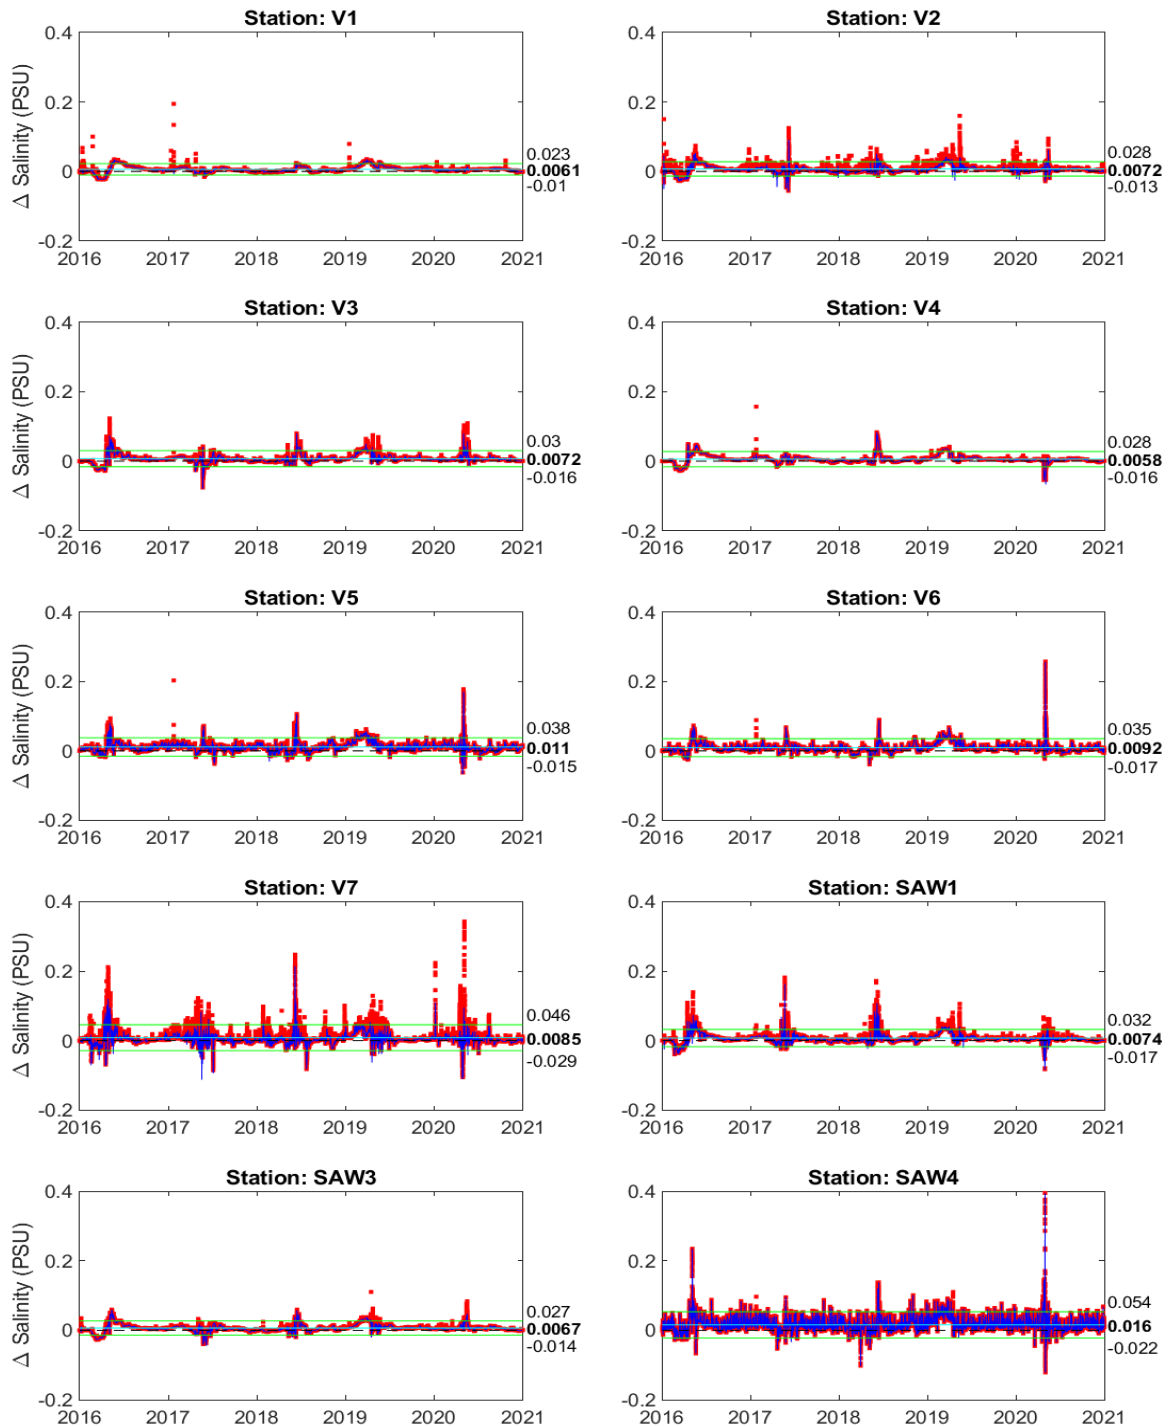 Station: V1
Station: V2
0.4
0.2
0
-0.2
Δ Salinity (PSU)
0.023
0.0061
-0.01
2016 2017 2018 2019 2020 2021
0.4
0.2
0
-0.2
0.028
0.0072
-0.013
2016 2017 2018 2019 2020 2021
Station: V3
Station: V4
0.4
0.2
0
-0.2
Δ Salinity (PSU)
0.03
0.0072
-0.016
2016 2017 2018 2019 2020 2021
0.4
0.2
0
-0.2
0.028
0.0058
-0.016
2016 2017 2018 2019 2020 2021
Station: V5
Station: V6
0.4
0.2
0
-0.2
Δ Salinity (PSU)
0.038
0.011
-0.015
2016 2017 2018 2019 2020 2021
0.4
0.2
0
-0.2
0.035
0.0092
-0.017
2016 2017 2018 2019 2020 2021
Station: V7
Station: SAW1
0.4
0.2
0
-0.2
Δ Salinity (PSU)
0.046
0.0085
-0.029
2016 2017 2018 2019 2020 2021
0.4
0.2
0
-0.2
0.032
0.0074
-0.017
2016 2017 2018 2019 2020 2021
Station: SAW3
Station: SAW4
0.4
0.2
0
-0.2
Δ Salinity (PSU)
0.027
0.0067
-0.014
2016 2017 2018 2019 2020 2021
0.4
0.2
0
-0.2
0.054
0.016
-0.022
2016 2017 2018 2019 2020 2021